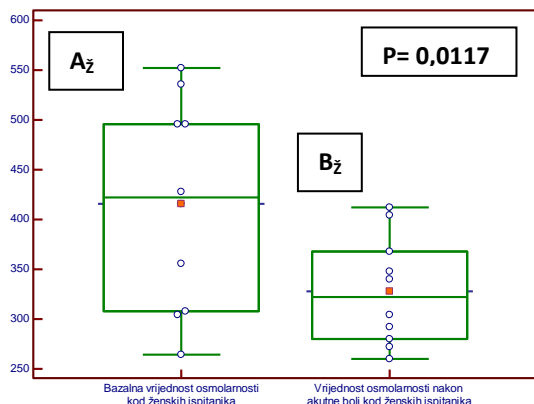 600
550
500
450
400
350
300
250
AŽ
P= 0,0117
BŽ
Bazalna vrijednost osmolarnosti
kod ženskih ispitanika
Vrijednost osmolarnosti nakon
akutne boli kod ženskih ispitanika